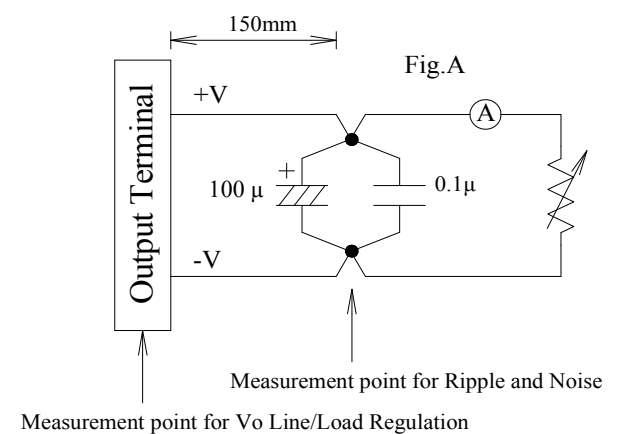 150mm
Fig.A
+V
A
Output Terminal
+
100 μ
0.1μ
-V
Measurement point for Ripple and Noise
Measurement point for Vo Line/Load Regulation